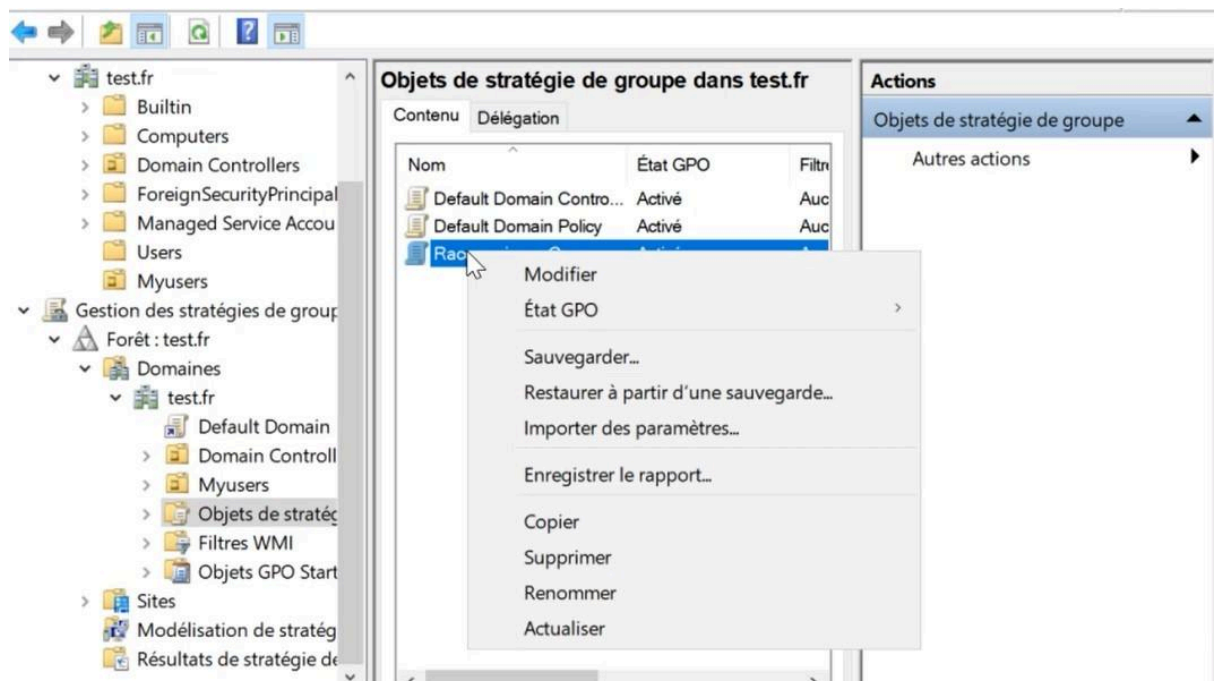 test.fr
Builtin
Computers
Domain Controllers
ForeignSecurityPrincipal
Managed Service Accou
Users
Myusers
Gestion des stratégies de group
Forêt : test.fr
Domaines
test.fr
Default Domain
Domain Controll
Myusers
Objets de stratég
Filtres WMI
Objets GPO Start
Sites
Modélisation de stratég
Résultats de stratégie de
Objets de stratégie de groupe dans test.fr
Contenu Délégation
Nom État GPO Filtre
Default Domain Contro... Activé Auc
Default Domain Policy Activé Auc
Modifier
État GPO
Sauvegarder...
Restaurer à partir d'une sauvegarde...
Importer des paramètres...
Enregistrer le rapport...
Copier
Supprimer
Renommer
Actualiser
Actions
Objets de stratégie de groupe
Autres actions